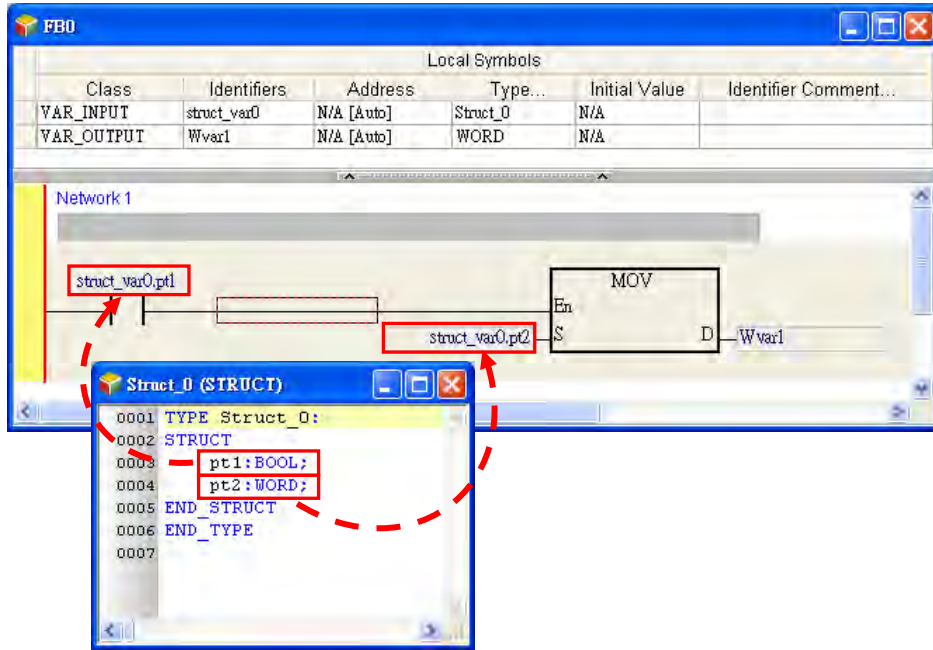 FB0
Local Symbols
Class Identifiers Address Type... Initial Value Identifier Comment...
VAR_INPUT struct_var0 N/A [Auto] Struct_0 N/A
VAR_OUTPUT Wvar1 N/A [Auto] WORD N/A
Network 1
struct_var0.pt1
MOV
En
struct_var0.pt2 S D Wvar1
Struct_0 (STRUCT)
0001 TYPE Struct_0:
0002 STRUCT
0003 pt1:BOOL;
0004 pt2:WORD;
0005 END_STRUCT
0006 END_TYPE
0007